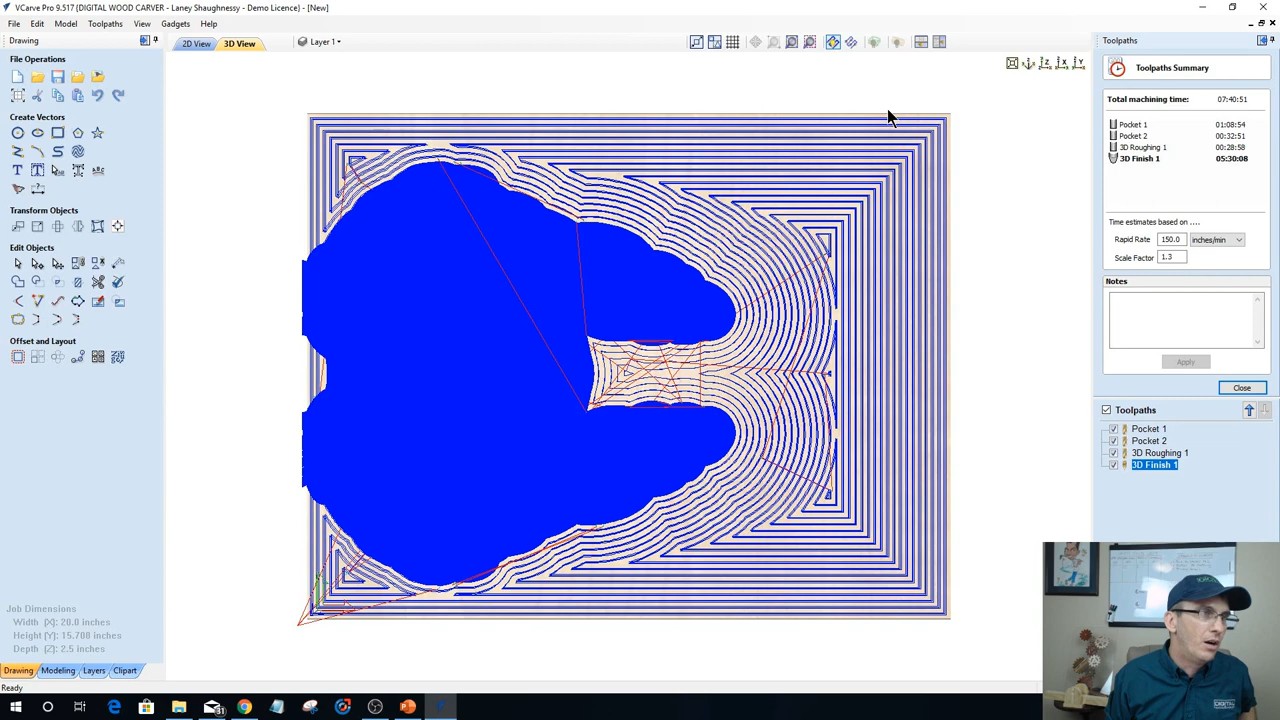 VCarve Pro 9.517 {DIGITAL WOOD CARVER - Laney Shaughnessy - Demo Licence} - [New]
File Edit Model Toolpaths View Gadgets Help
Drawing
2D View 3D View Layer 1
Toolpaths
File Operations
Create Vectors
Transform Objects
Edit Objects
Offset and Layout
Job Dimensions
Width (X): 20.0 inches
Height (Y): 15.708 inches
Depth (Z): 2.5 inches
Drawing Modeling Layers Clipart
Ready
Toolpaths Summary
Total machining time: 07:40:51
Pocket 1 01:08:54
Pocket 2 00:32:51
3D Roughing 1 00:28:58
3D Finish 1 05:30:08
Time estimates based on ....
Rapid Rate 150.0 inches/min
Scale Factor 1.3
Notes
Apply
Close
Toolpaths
Pocket 1
Pocket 2
3D Roughing 1
3D Finish 1
31